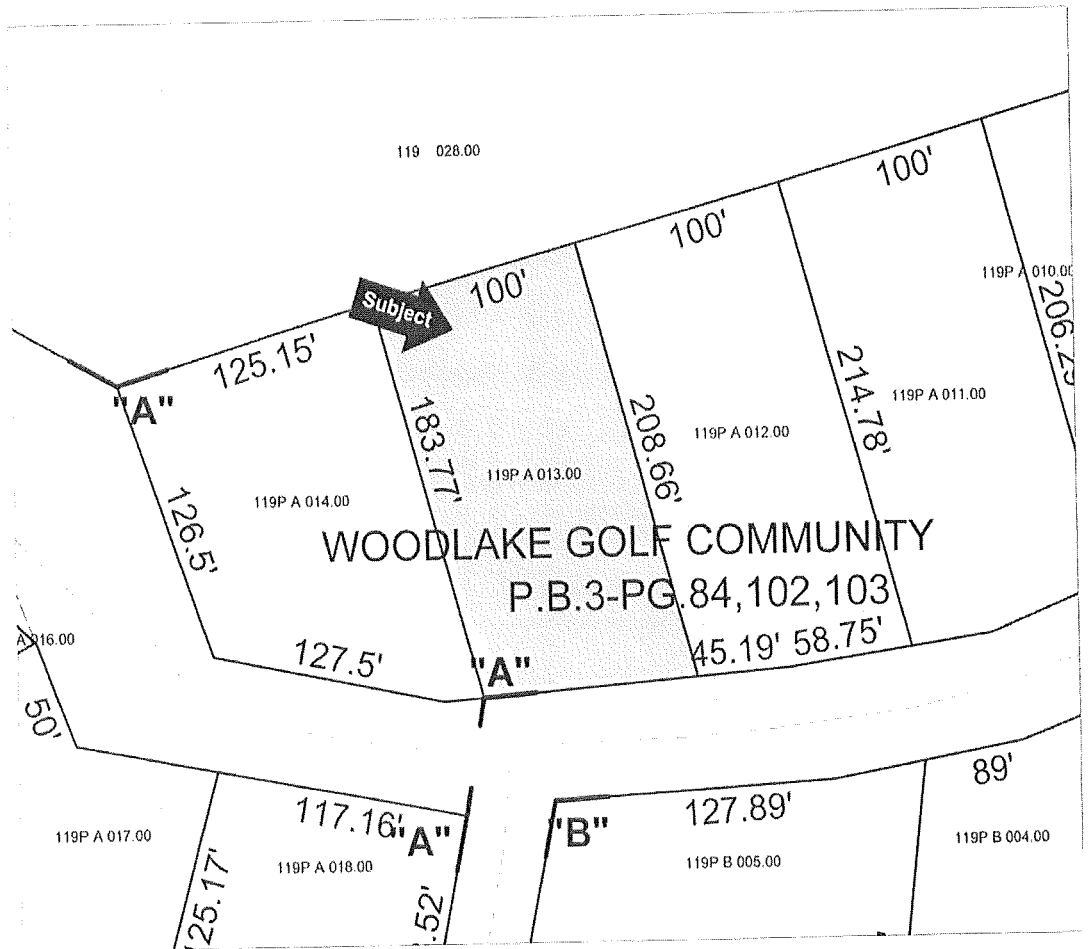 119 028.00
100'
100'
100'
Subject
125.15'
"A"
119P A 010.00
206.2
214.78'
119P A 011.00
208.66'
119P A 012.00
183.77'
119P A 013.00
119P A 014.00
126.5'
WOODLAKE GOLF COMMUNITY
P.B.3-PG.84,102,103
45.19' 58.75'
127.5'
"A"
A 016.00
50'
117.16'
"A"
"B"
127.89'
89'
119P A 017.00
119P A 018.00
119P B 005.00
119P B 004.00
25.17'
.52'